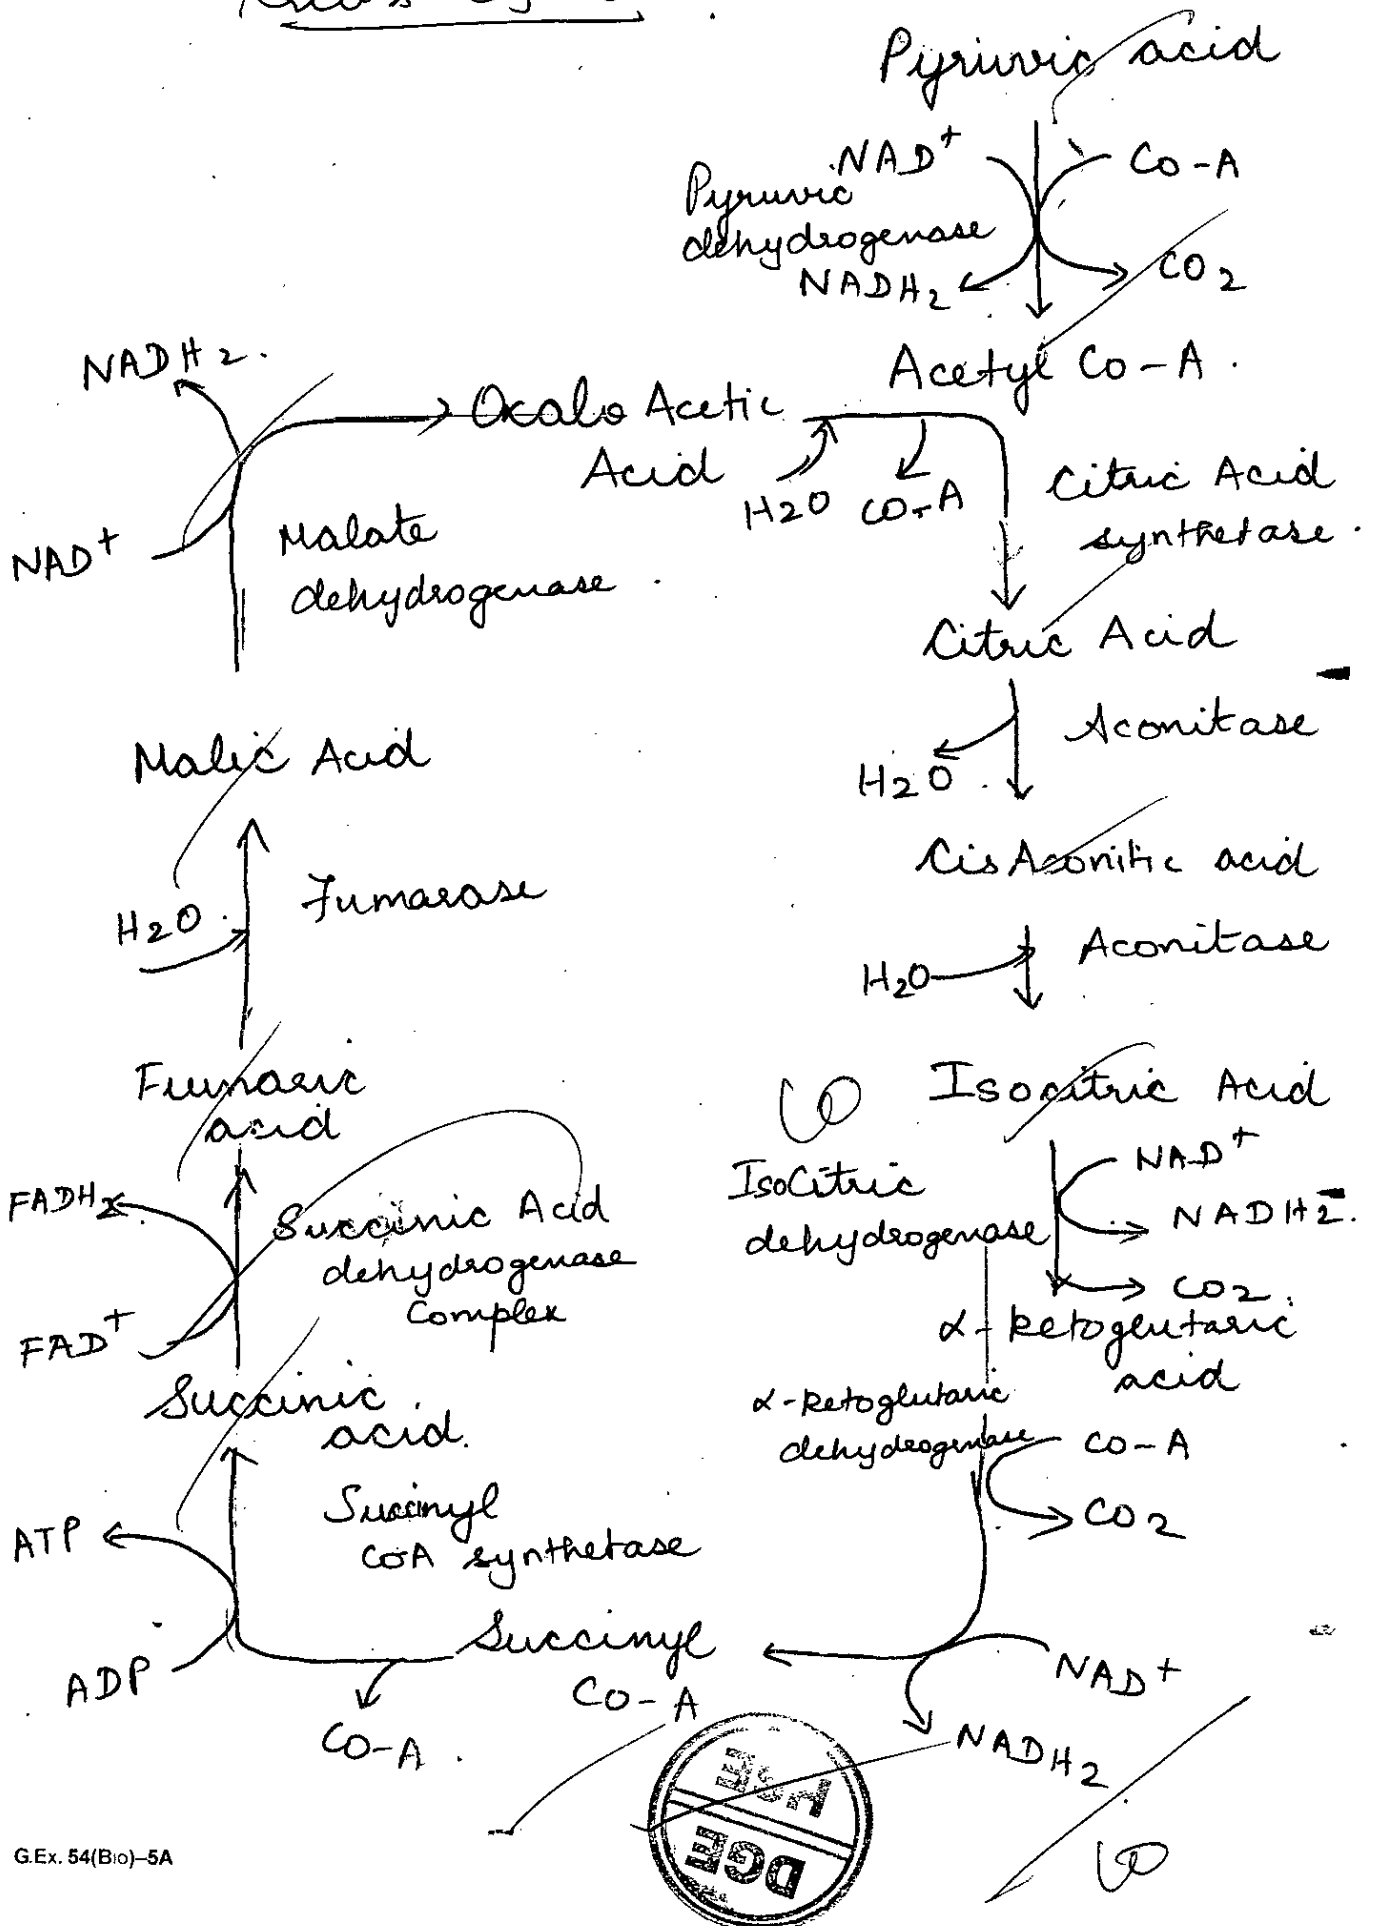 Pyruvic acid
NAD+ Co-A
Pyruvic
dehydrogenase
NADH2 CO2
NADH2. Acetyl Co-A.
Oxalo Acetic
Acid H2O CO-A Citric Acid
synthetase.
NAD+ Malate
dehydrogenase.
Citric Acid
Malic Acid H2O. Aconitase
Cis Aconitic acid
H2O. Fumarase
H2O Aconitase
Fumaric
acid
Isocitric Acid
NAD+
IsoCitric
dehydrogenase
NADH2.
FADH2. Succinic Acid
dehydrogenase
Complex
CO2.
FAD+ α-ketoglutaric
acid
Succinic
acid.
α-ketoglutaric
dehydrogenase CO-A
CO2
ATP Succinyl
CoA synthetase
ADP Succinyl
Co-A
NAD+
CO-A.
NADH2.
HSE
DGE
G.Ex. 54(Bio)–5A